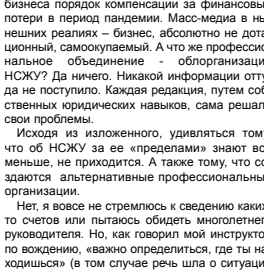 бизнеса порядок компенсации за финансовы
потери в период пандемии. Масс-медиа в ны
нешних реалиях – бизнес, абсолютно не дота
ционный, самоокупаемый. А что же профессио
нальное объединение - облорганизаци
НСЖУ? Да ничего. Никакой информации отту
да не поступило. Каждая редакция, путем соб
ственных юридических навыков, сама решал
свои проблемы.
Исходя из изложенного, удивляться том
что об НСЖУ за ее «пределами» знают вс
меньше, не приходится. А также тому, что со
здаются альтернативные профессиональны
организации.
Нет, я вовсе не стремлюсь к сведению каких
то счетов или пытаюсь обидеть многолетнег
руководителя. Но, как говорил мой инструкто
по вождению, «важно определиться, где ты на
ходишься» (в том случае речь шла о ситуаци